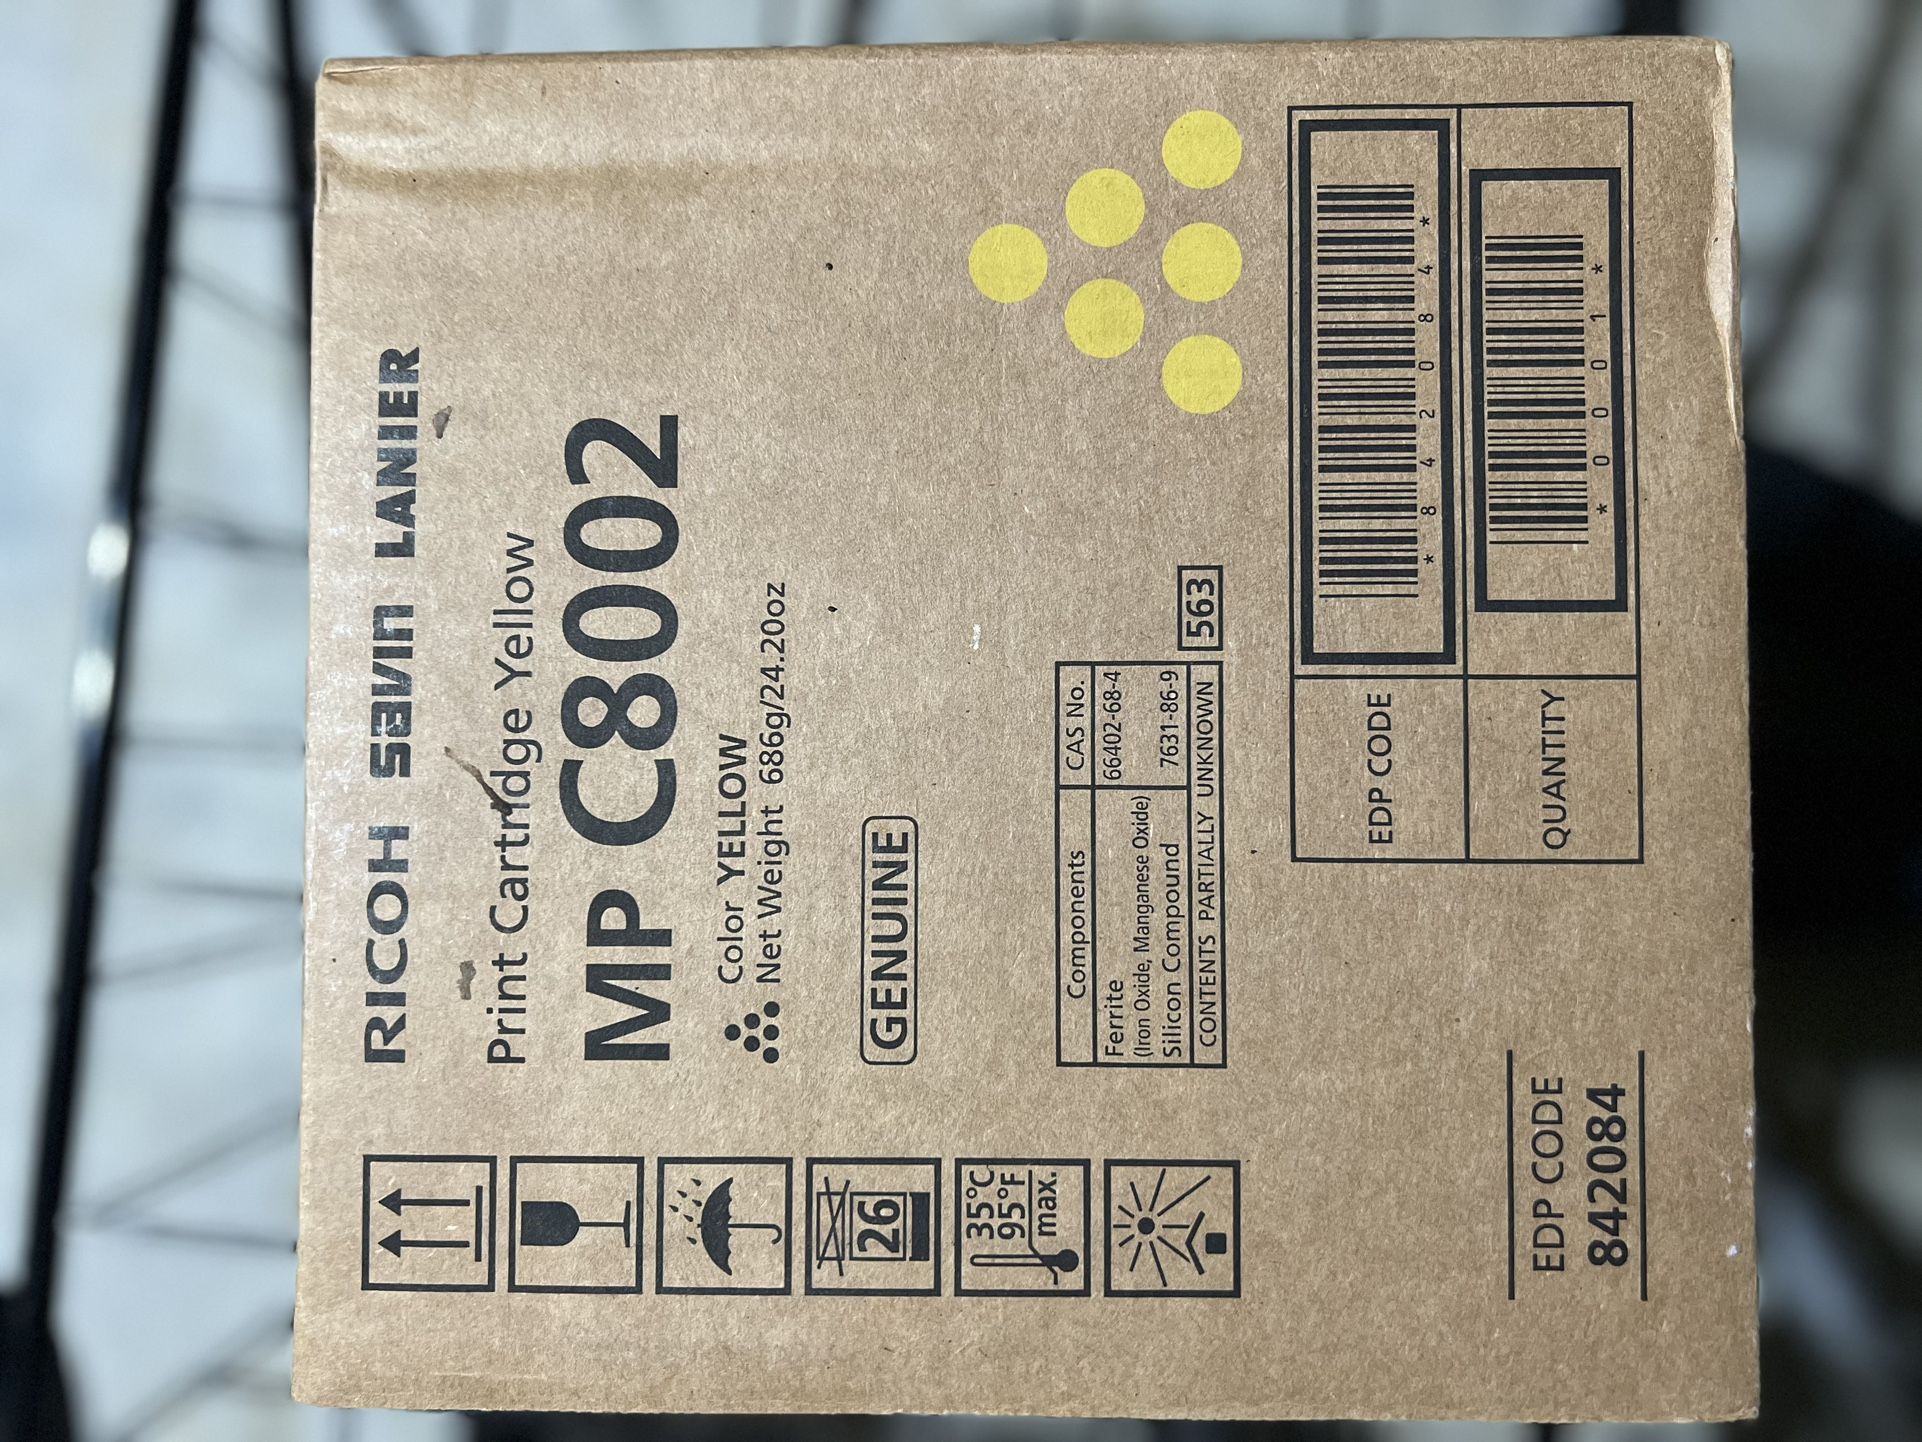 RICOH SAVIN LANIER
Print Cartridge Yellow
MP C8002
Color YELLOW
Net Weight 686g/24.20oz
GENUINE
26
35°C
95°F
max.
Components CAS No.
Ferrite 66402-68-4
(Iron Oxide, Manganese Oxide)
Silicon Compound 7631-86-9
CONTENTS PARTIALLY UNKNOWN
563
EDP CODE
*842084*
QUANTITY
*0001*
EDP CODE
842084